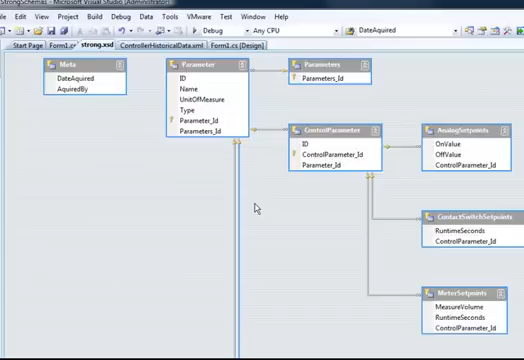 StrongSchemas - Microsoft Visual Studio (Administrator)
Edit View Project Build Debug Data Tools VMware Test Window Help
Debug Any CPU DateAquired
Start Page Form1.cs strong.xsd ControllerHistoricalData.xml Form1.cs [Design]
Meta
DateAquired
AquiredBy
Parameter
ID
Name
UnitOfMeasure
Type
Parameter_Id
Parameters_Id
Parameters
Parameters_Id
ControlParameter
ID
ControlParameter_Id
Parameter_Id
AnalogSetpoints
OnValue
OffValue
ControlParameter_Id
ContactSwitchSetpoints
RuntimeSeconds
ControlParameter_Id
MeterSetpoints
MeasureVolume
RuntimeSeconds
ControlParameter_Id